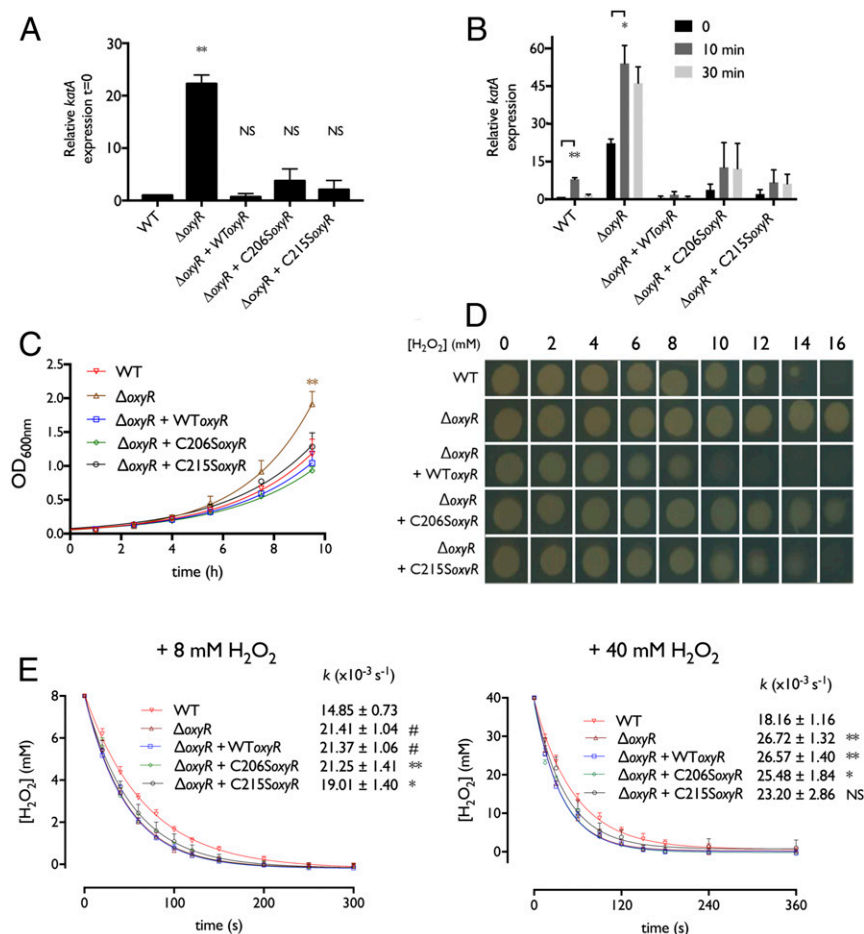 A
Relative katA
expression t=0
30
20
10
0
**
NS
NS
NS
WT
ΔoxyR
ΔoxyR + WToxyR
ΔoxyR + C206SoxyR
ΔoxyR + C215SoxyR
B
Relative katA
expression
60
45
30
15
0
**
*
0
10 min
30 min
WT
ΔoxyR
ΔoxyR + WToxyR
ΔoxyR + C206SoxyR
ΔoxyR + C215SoxyR
C
OD600nm
2.5
2.0
1.5
1.0
0.5
0.0
WT
ΔoxyR
ΔoxyR + WToxyR
ΔoxyR + C206SoxyR
ΔoxyR + C215SoxyR
**
0 2 4 6 8 10
time (h)
D
[H2O2] (mM) 0 2 4 6 8 10 12 14 16
WT
ΔoxyR
ΔoxyR
+ WToxyR
ΔoxyR
+ C206SoxyR
ΔoxyR
+ C215SoxyR
E
+ 8 mM H2O2
k (×10-3 s-1)
WT 14.85 ± 0.73
ΔoxyR 21.41 ± 1.04 #
ΔoxyR + WToxyR 21.37 ± 1.06 #
ΔoxyR + C206SoxyR 21.25 ± 1.41 **
ΔoxyR + C215SoxyR 19.01 ± 1.40 *
[H2O2] (mM)
8
6
4
2
0
0 100 200 300
time (s)
+ 40 mM H2O2
k (×10-3 s-1)
WT 18.16 ± 1.16
ΔoxyR 26.72 ± 1.32 **
ΔoxyR + WToxyR 26.57 ± 1.40 **
ΔoxyR + C206SoxyR 25.48 ± 1.84 *
ΔoxyR + C215SoxyR 23.20 ± 2.86 NS
[H2O2] (mM)
40
30
20
10
0
0 120 240 360
time (s)